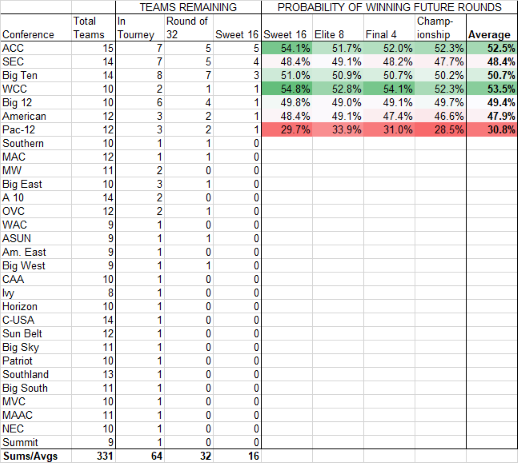 TEAMS REMAINING PROBABILITY OF WINNING FUTURE ROUNDS
Total In Round of Champ-
Conference Teams Tourney 32 Sweet 16 Sweet 16 Elite 8 Final 4 ionship Average
ACC 15 7 5 5 54.1% 51.7% 52.0% 52.3% 52.5%
SEC 14 7 5 4 48.4% 49.1% 48.2% 47.7% 48.4%
Big Ten 14 8 7 3 51.0% 50.9% 50.7% 50.2% 50.7%
WCC 10 2 1 1 54.8% 52.8% 54.1% 52.3% 53.5%
Big 12 10 6 4 1 49.8% 49.0% 49.1% 49.7% 49.4%
American 12 3 2 1 48.4% 49.1% 47.4% 46.6% 47.9%
Pac-12 12 3 2 1 29.7% 33.9% 31.0% 28.5% 30.8%
Southern 10 1 1 0
MAC 12 1 1 0
MW 11 2 0 0
Big East 10 3 1 0
A 10 14 2 0 0
OVC 12 2 1 0
WAC 9 1 0 0
ASUN 9 1 1 0
Am. East 9 1 0 0
Big West 9 1 1 0
CAA 10 1 0 0
Ivy 8 1 0 0
Horizon 10 1 0 0
C-USA 14 1 0 0
Sun Belt 12 1 0 0
Big Sky 11 1 0 0
Patriot 10 1 0 0
Southland 13 1 0 0
Big South 11 1 0 0
MVC 10 1 0 0
MAAC 11 1 0 0
NEC 10 1 0 0
Summit 9 1 0 0
Sums/Avgs 331 64 32 16